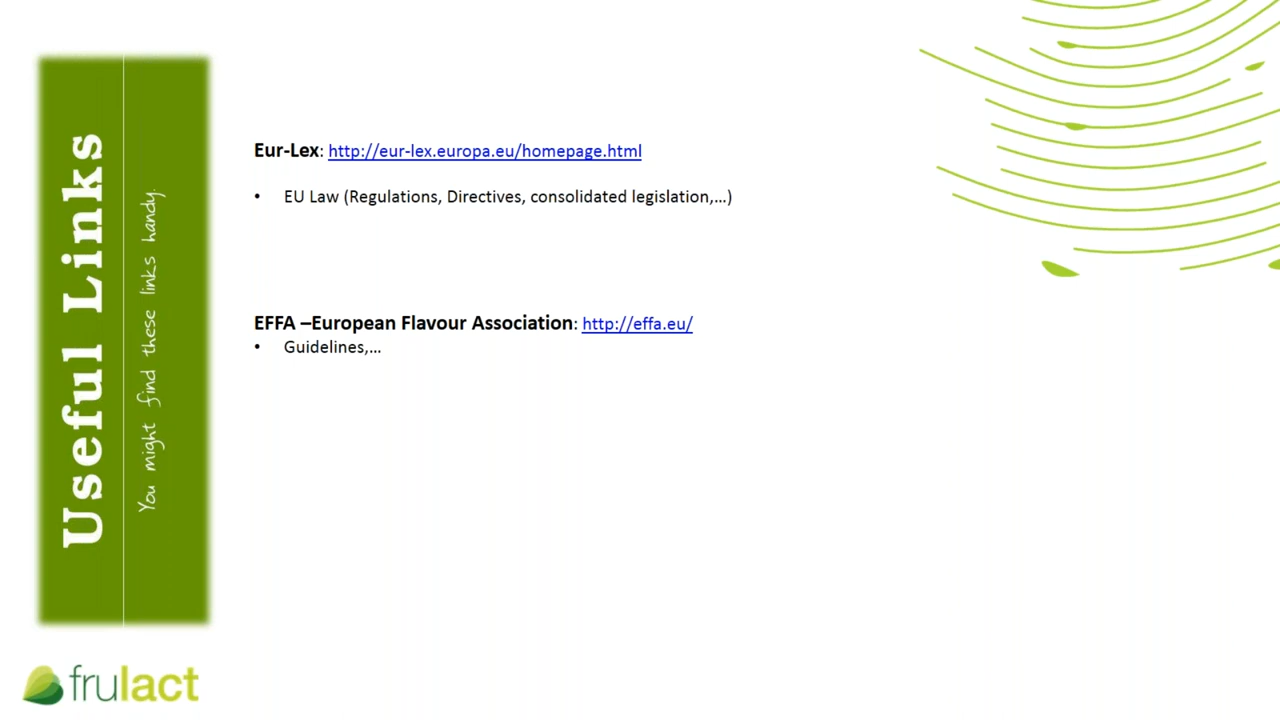 Useful Links
You might find these links handy.
Eur-Lex: http://eur-lex.europa.eu/homepage.html
• EU Law (Regulations, Directives, consolidated legislation,…)
EFFA –European Flavour Association: http://effa.eu/
• Guidelines,…
frulact